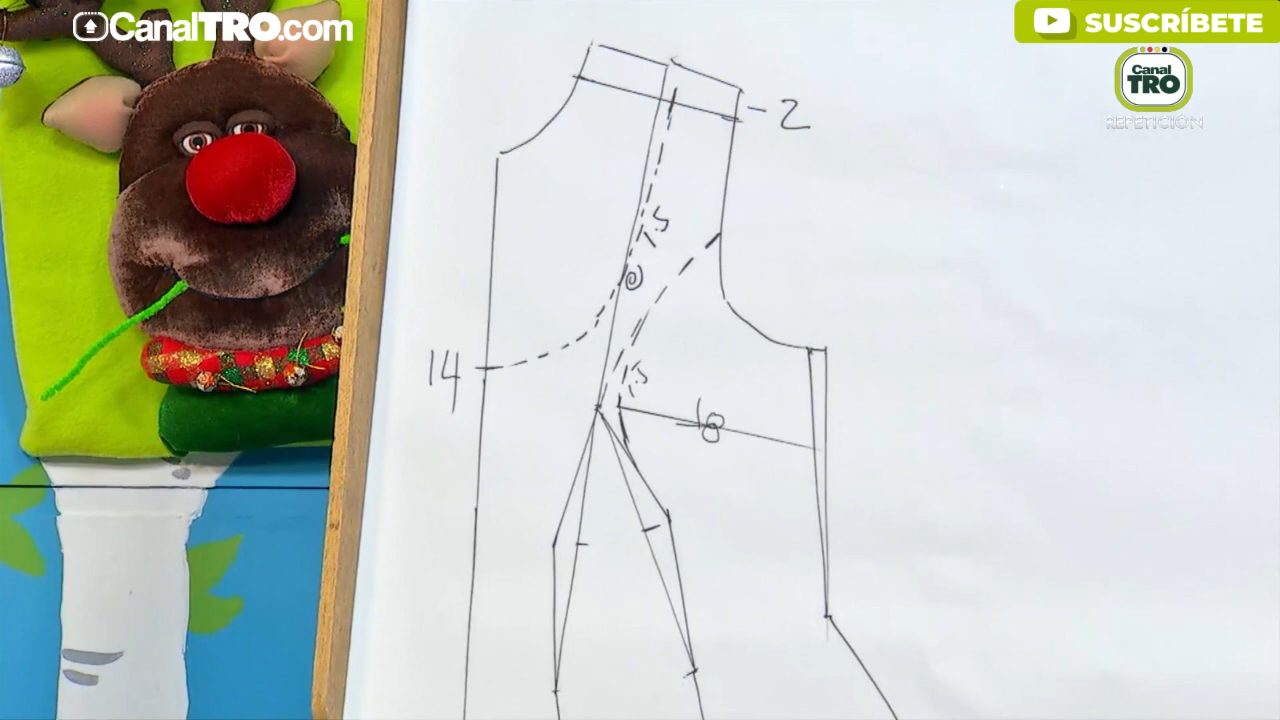 CanalTRO.com
SUSCRÍBETE
Canal
TRO
REPETICIÓN
-2
1.5
14
1.5
18